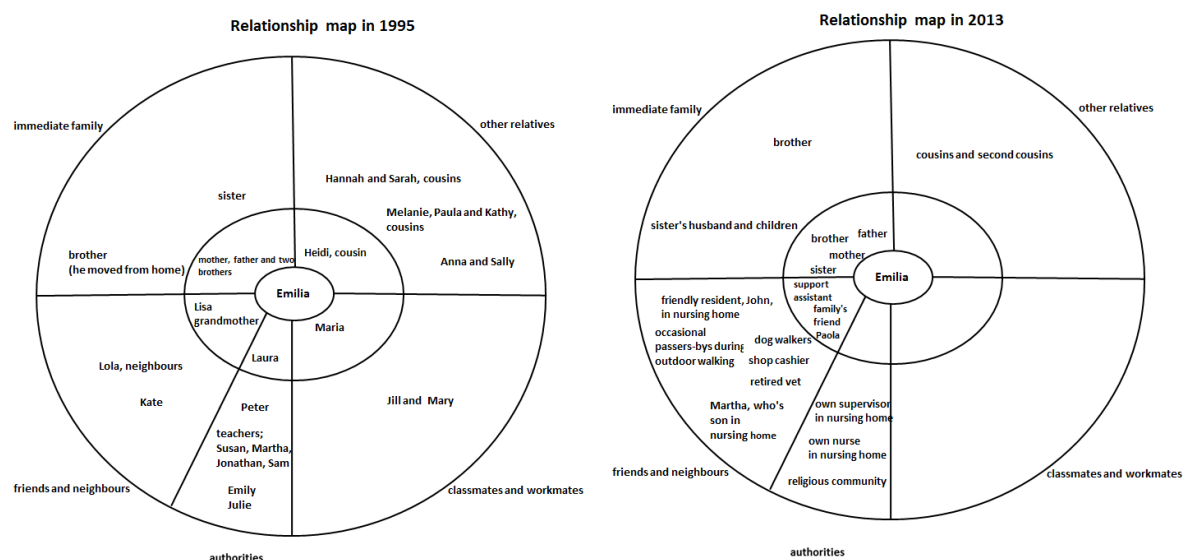 Relationship map in 1995
immediate family
other relatives
Hannah and Sarah, cousins
sister
Melanie, Paula and Kathy,
cousins
brother
(he moved from home)
mother, father and two
brothers
Heidi, cousin
Anna and Sally
Emilia
Lisa
grandmother
Maria
Laura
Lola, neighbours
Kate
Peter
Jill and Mary
teachers;
Susan, Martha,
Jonathan, Sam
Emily
Julie
friends and neighbours
classmates and workmates
authorities
Relationship map in 2013
immediate family
other relatives
brother
cousins and second cousins
sister's husband and children
brother
father
mother
sister
Emilia
support
assistant
family's
friend
Paola
friendly resident, John,
in nursing home
occasional
passers-bys during
outdoor walking
dog walkers
shop cashier
retired vet
Martha, who's
son in
nursing home
own supervisor
in nursing home
own nurse
in nursing home
religious community
friends and neighbours
classmates and workmates
authorities